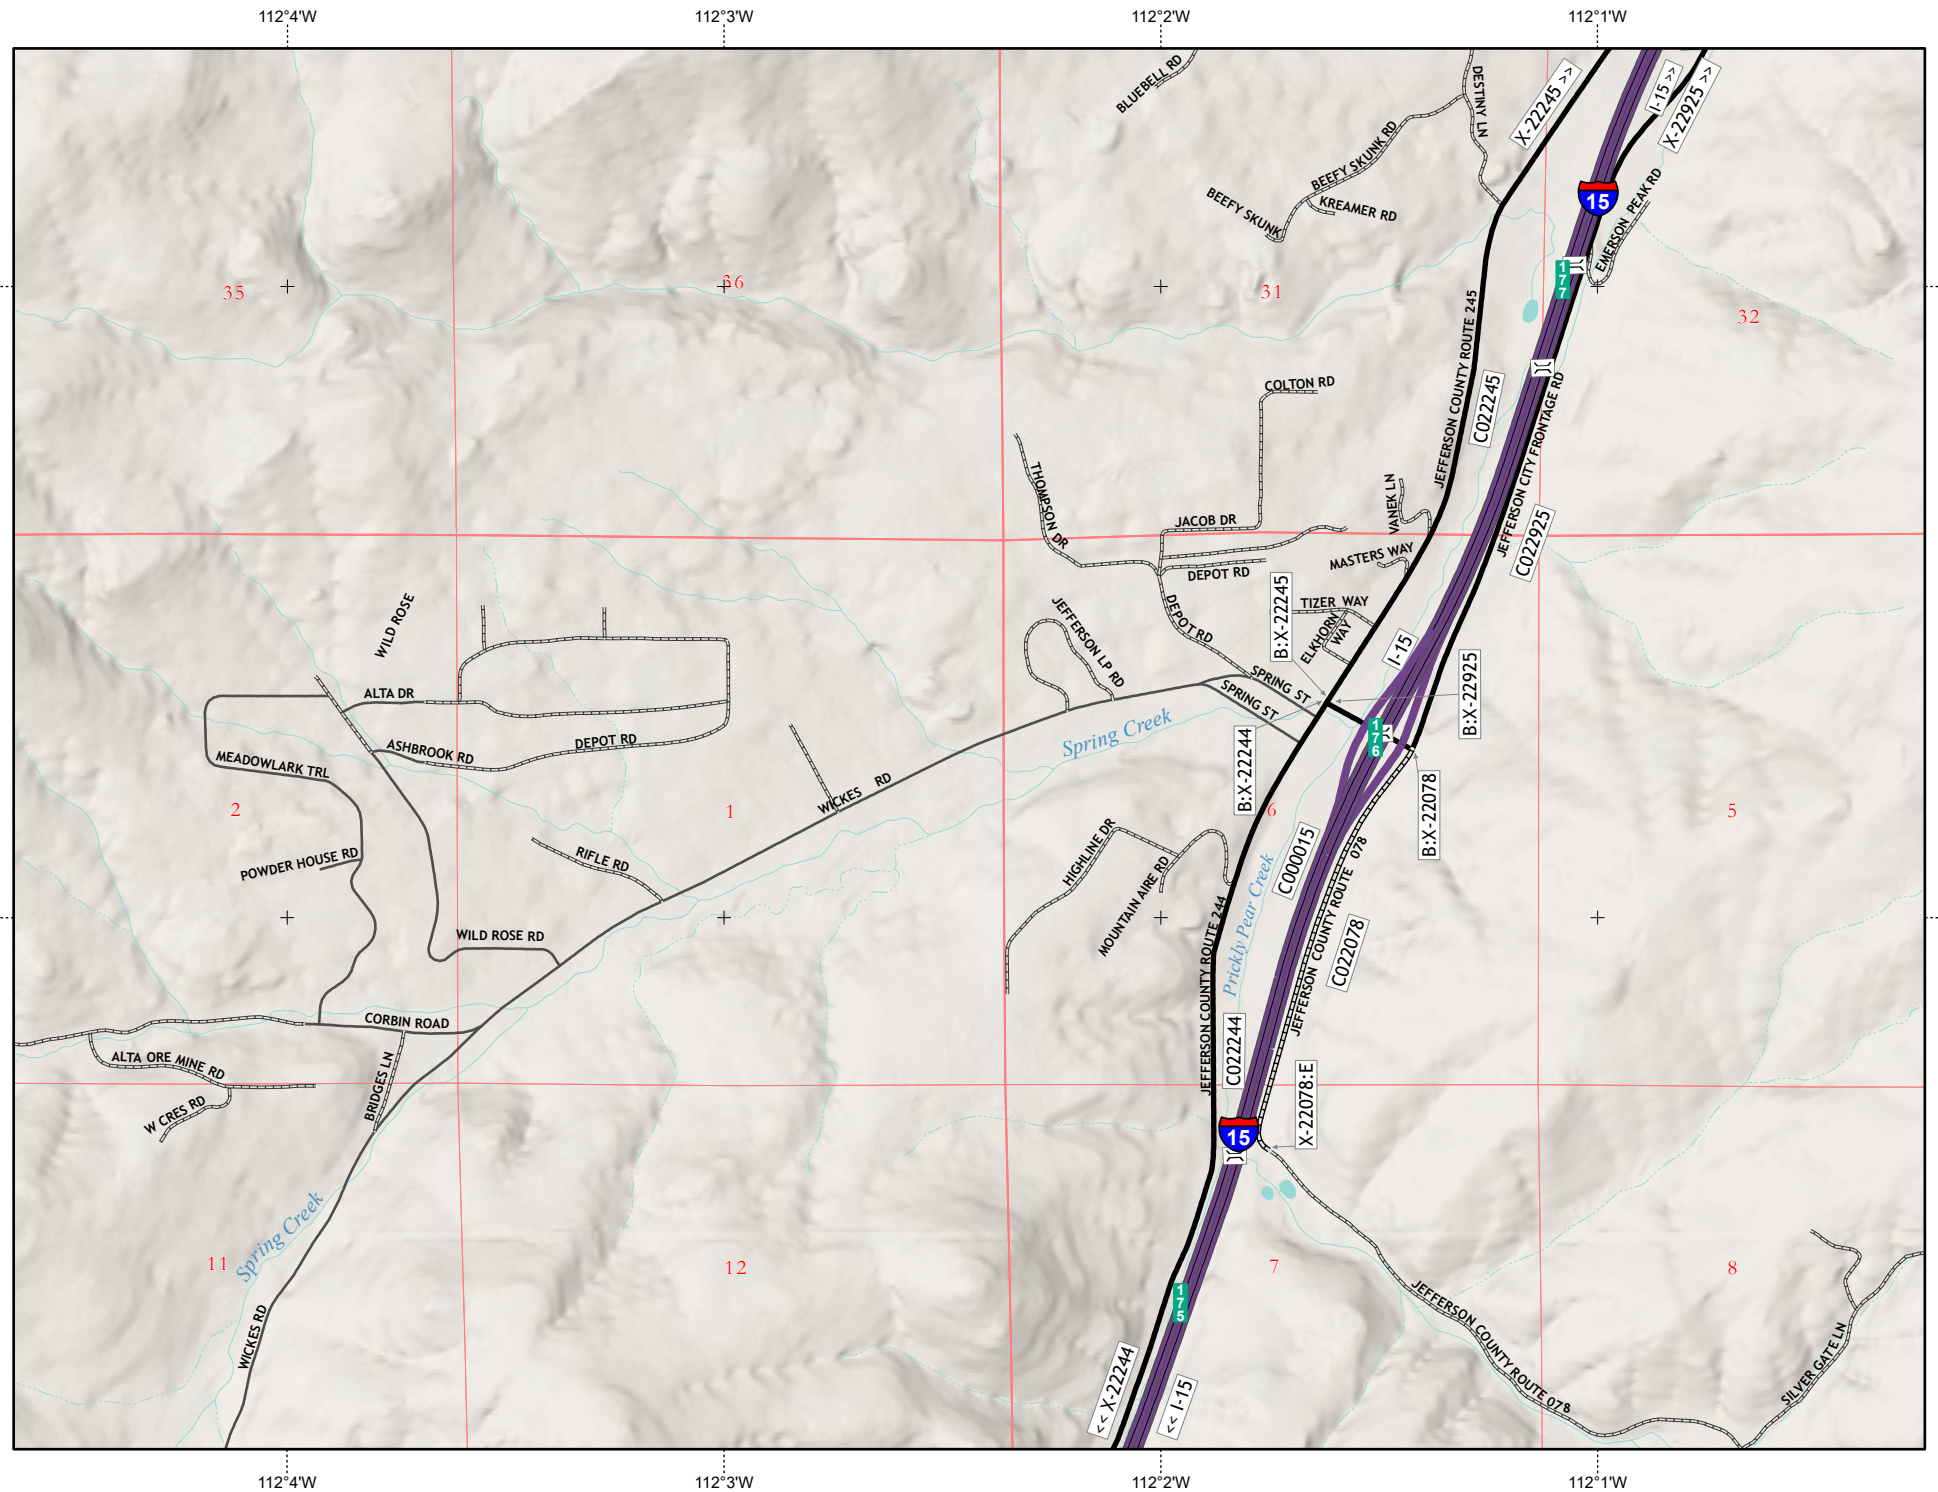 112°4'W
112°3'W
112°2'W
112°1'W
BLUEBELL RD
DESTINY LN
X-22245 >>
I-15 >>
X-22925 >>
BEEFY SKUNK RD
BEEFY SKUNK
KREAMER RD
15
EMERSON PEAK RD
177
35
36
31
32
JEFFERSON COUNTY ROUTE 245
C022245
COLTON RD
JEFFERSON CITY FRONTAGE RD
C022925
THOMPSON DR
JACOB DR
VANEK LN
MASTERS WAY
DEPOT RD
B:X-22245
TIZER WAY
ELKHORN WAY
DEPOT RD
JEFFERSON LP RD
I-15
B:X-22925
WILD ROSE
ALTA DR
SPRING ST
SPRING ST
ASHBROOK RD
DEPOT RD
MEADOWLARK TRL
Spring Creek
176
B:X-22244
B:X-22078
WICKES RD
2
1
6
5
POWDER HOUSE RD
RIFLE RD
HIGHLINE DR
MOUNTAIN AIRE RD
C000015
JEFFERSON COUNTY ROUTE 078
C022078
Prickly Pear Creek
JEFFERSON COUNTY ROUTE 244
C022244
WILD ROSE RD
CORBIN ROAD
ALTA ORE MINE RD
BRIDGES LN
W CRES RD
X-22078:E
15
Spring Creek
11
12
7
8
175
WICKES RD
JEFFERSON COUNTY ROUTE 078
SILVER GATE LN
<< X-22244
<< I-15
112°4'W
112°3'W
112°2'W
112°1'W